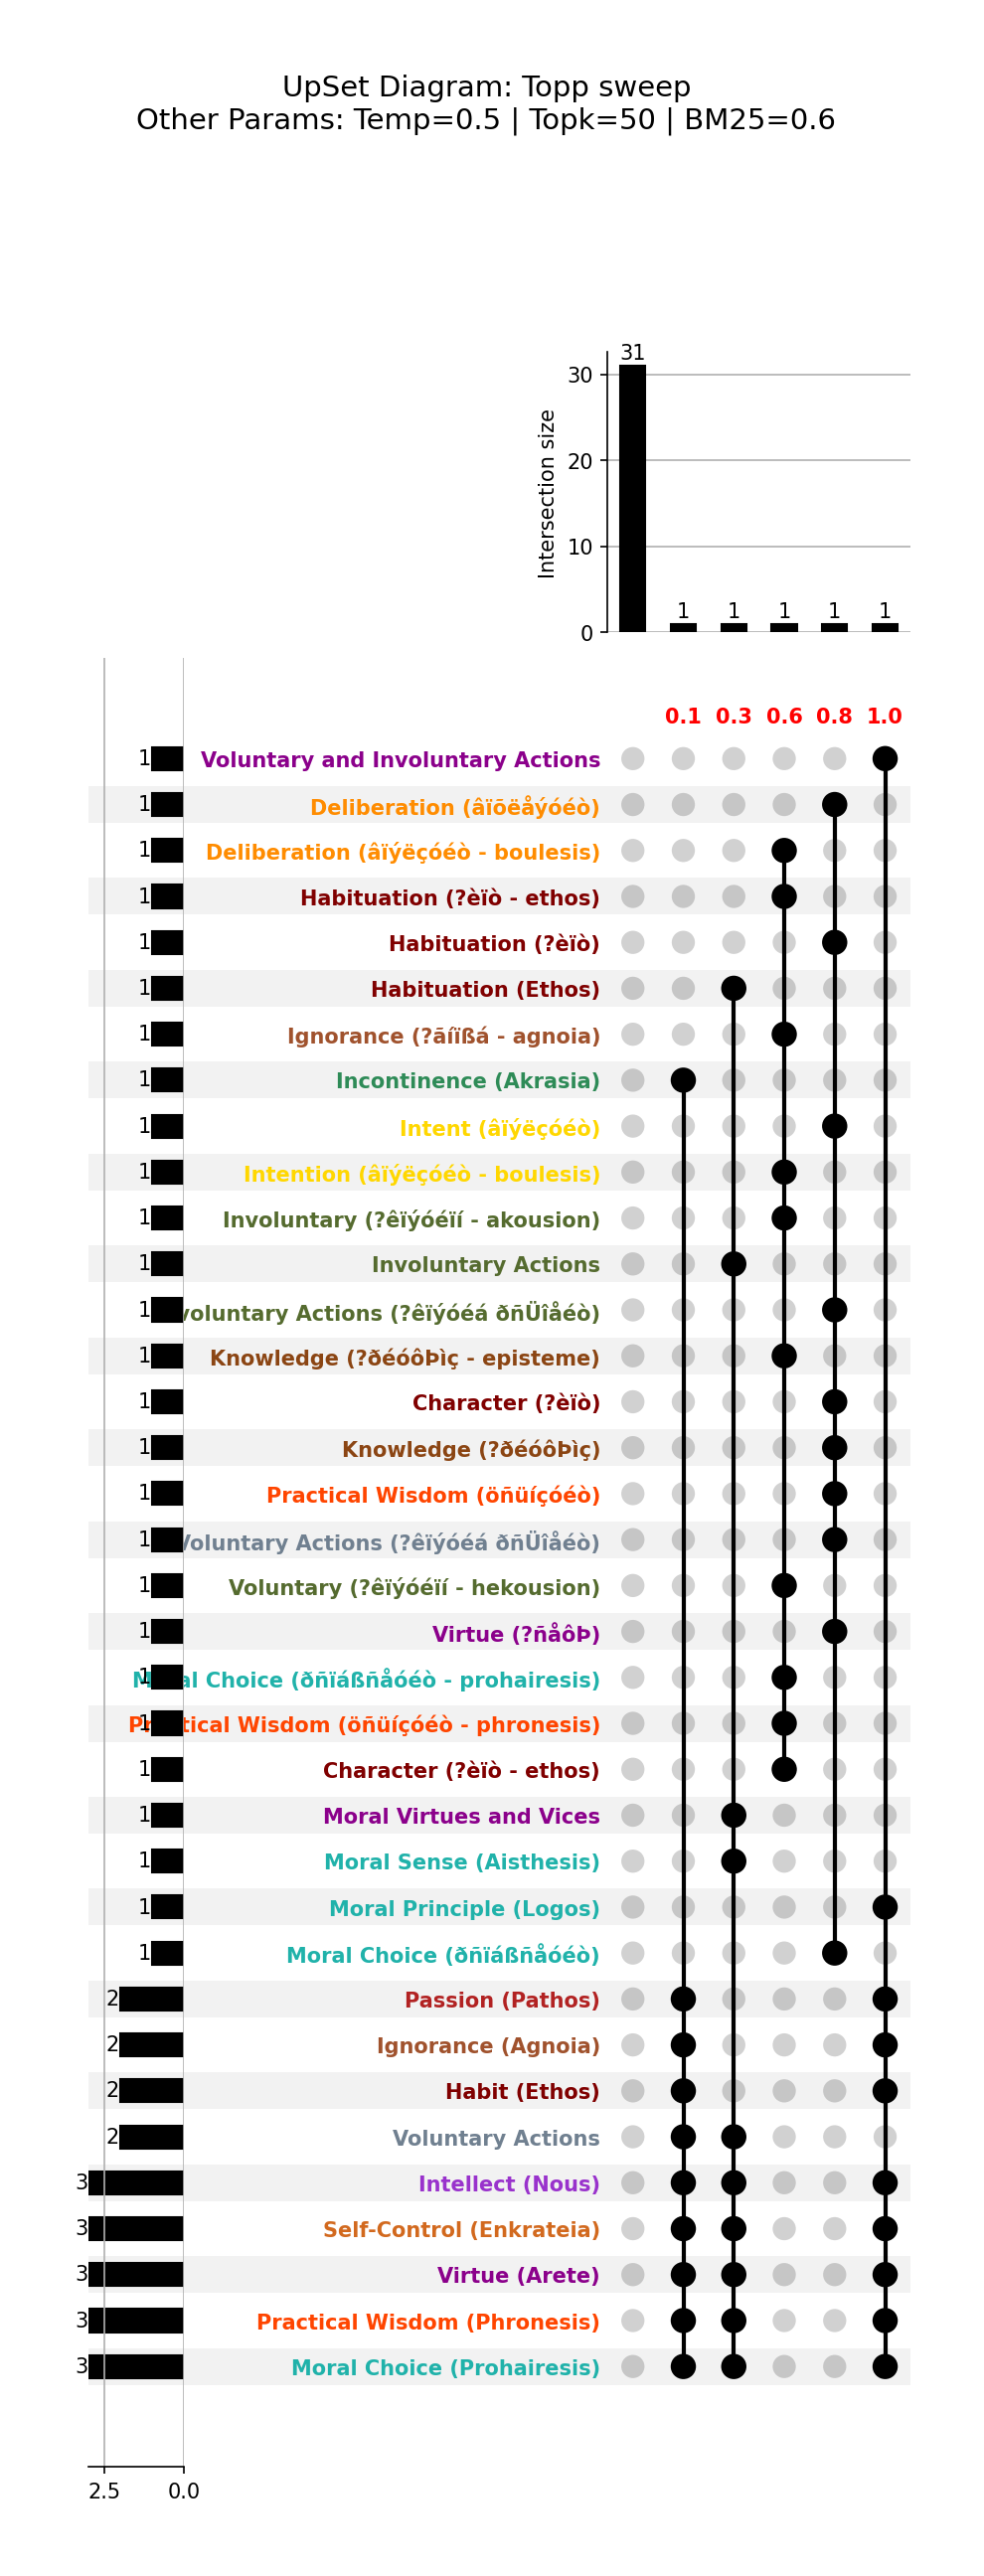 UpSet Diagram: Topp sweep
Other Params: Temp=0.5 | Topk=50 | BM25=0.6
31
30
20
10
0
Intersection size
1 1 1 1 1
0.1 0.3 0.6 0.8 1.0
1 Voluntary and Involuntary Actions
1 Deliberation (âïõëåýóéò)
1 Deliberation (âïýëçóéò - boulesis)
1 Habituation (?èïò - ethos)
1 Habituation (?èïò)
1 Habituation (Ethos)
1 Ignorance (?ãíïßá - agnoia)
1 Incontinence (Akrasia)
1 Intent (âïýëçóéò)
1 Intention (âïýëçóéò - boulesis)
1 Involuntary (?êïýóéïí - akousion)
1 Involuntary Actions
1 voluntary Actions (?êïýóéá ðñÜîåéò)
1 Knowledge (?ðéóôÞìç - episteme)
1 Character (?èïò)
1 Knowledge (?ðéóôÞìç)
1 Practical Wisdom (öñüíçóéò)
1 Voluntary Actions (?êïýóéá ðñÜîåéò)
1 Voluntary (?êïýóéïí - hekousion)
1 Virtue (?ñåôÞ)
1 Moral Choice (ðñïáßñåóéò - prohairesis)
1 Practical Wisdom (öñüíçóéò - phronesis)
1 Character (?èïò - ethos)
1 Moral Virtues and Vices
1 Moral Sense (Aisthesis)
1 Moral Principle (Logos)
1 Moral Choice (ðñïáßñåóéò)
2 Passion (Pathos)
2 Ignorance (Agnoia)
2 Habit (Ethos)
2 Voluntary Actions
3 Intellect (Nous)
3 Self-Control (Enkrateia)
3 Virtue (Arete)
3 Practical Wisdom (Phronesis)
3 Moral Choice (Prohairesis)
2.5 0.0